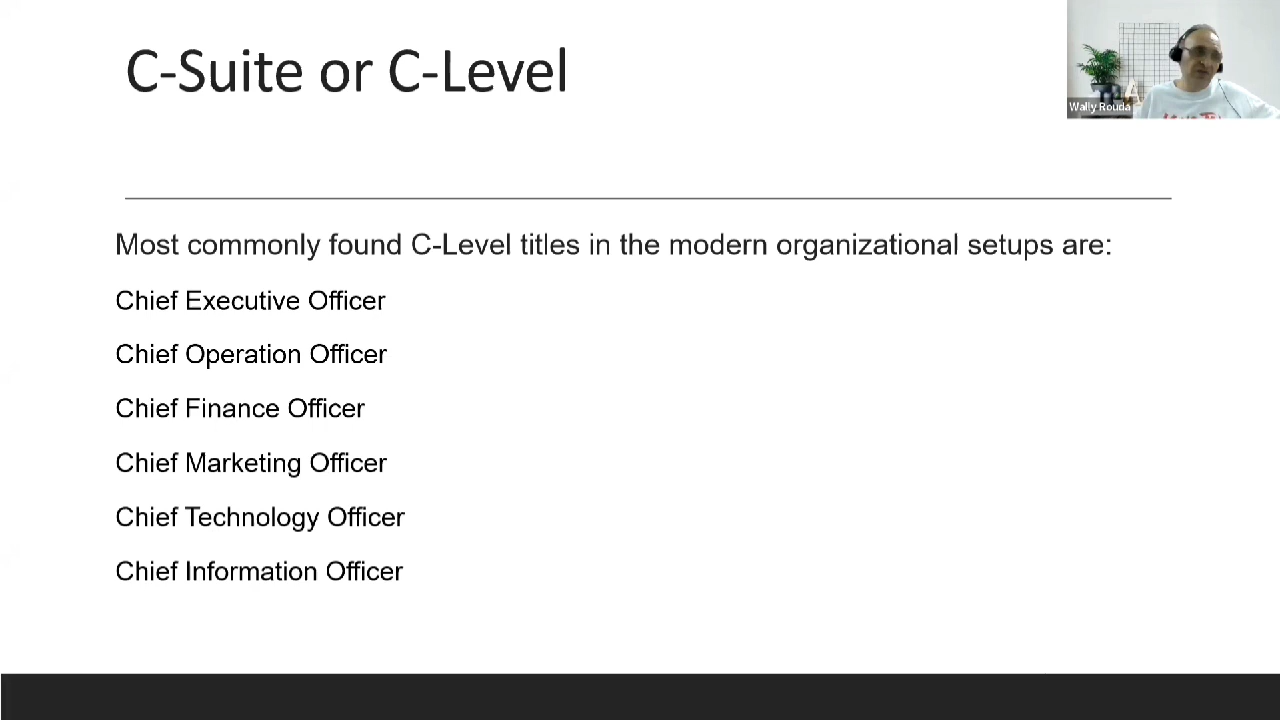 C-Suite or C-Level
Wally Rouda
Most commonly found C-Level titles in the modern organizational setups are:
Chief Executive Officer
Chief Operation Officer
Chief Finance Officer
Chief Marketing Officer
Chief Technology Officer
Chief Information Officer